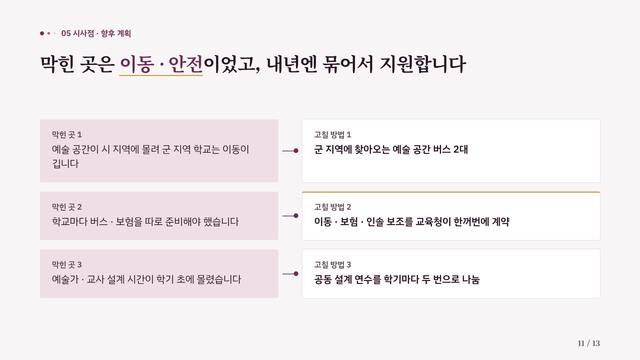 05 시사점 · 향후 계획
막힌 곳은 이동 · 안전이었고, 내년엔 묶어서 지원합니다
막힌 곳 1
예술 공간이 시 지역에 몰려 군 지역 학교는 이동이
깁니다
고칠 방법 1
군 지역에 찾아오는 예술 공간 버스 2대
막힌 곳 2
학교마다 버스 · 보험을 따로 준비해야 했습니다
고칠 방법 2
이동 · 보험 · 인솔 보조를 교육청이 한꺼번에 계약
막힌 곳 3
예술가 · 교사 설계 시간이 학기 초에 몰렸습니다
고칠 방법 3
공동 설계 연수를 학기마다 두 번으로 나눔
11 / 13